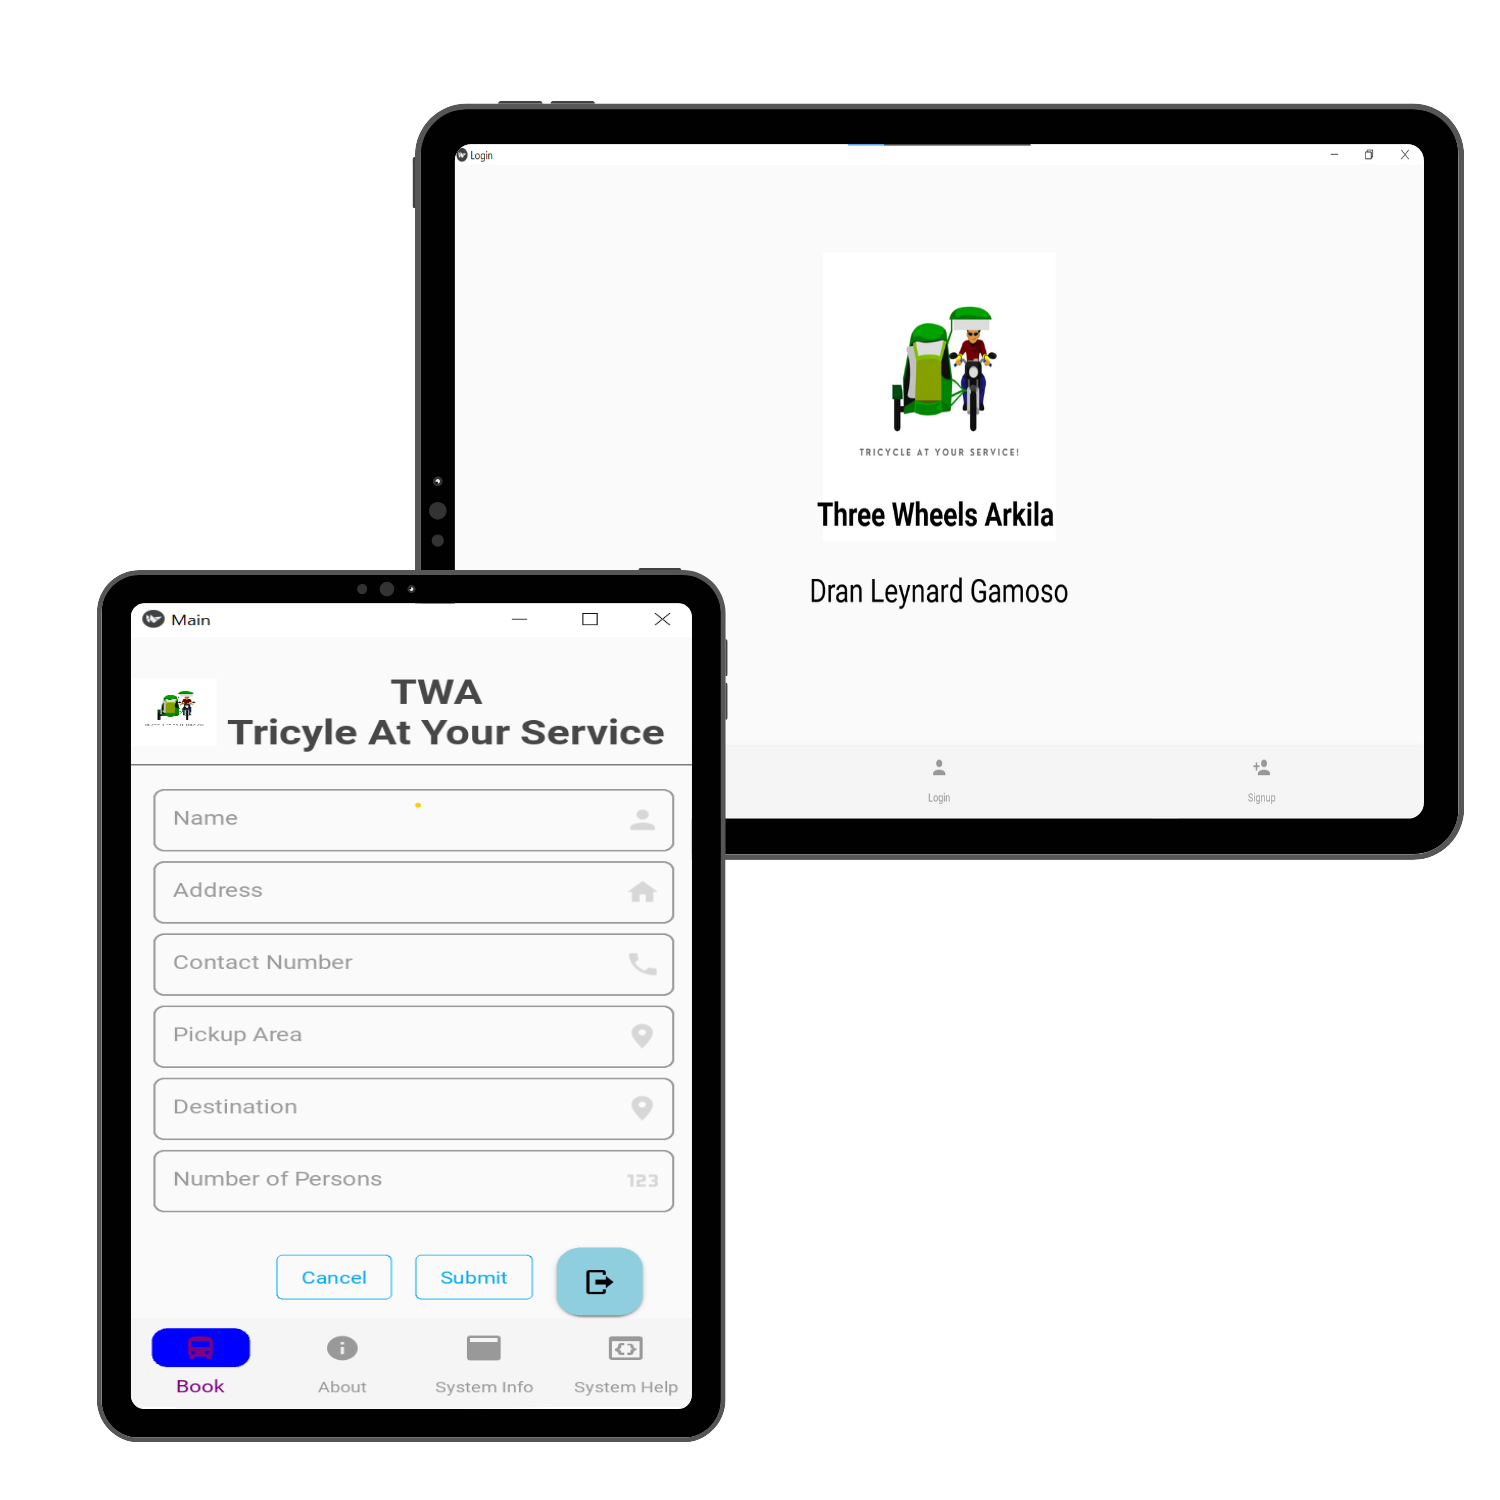 Login
TRICYCLE AT YOUR SERVICE!
Three Wheels Arkila
Dran Leynard Gamoso
Login
Signup
Main
TWA
Tricyle At Your Service
Name
Address
Contact Number
Pickup Area
Destination
Number of Persons
123
Cancel
Submit
Book
About
System Info
System Help